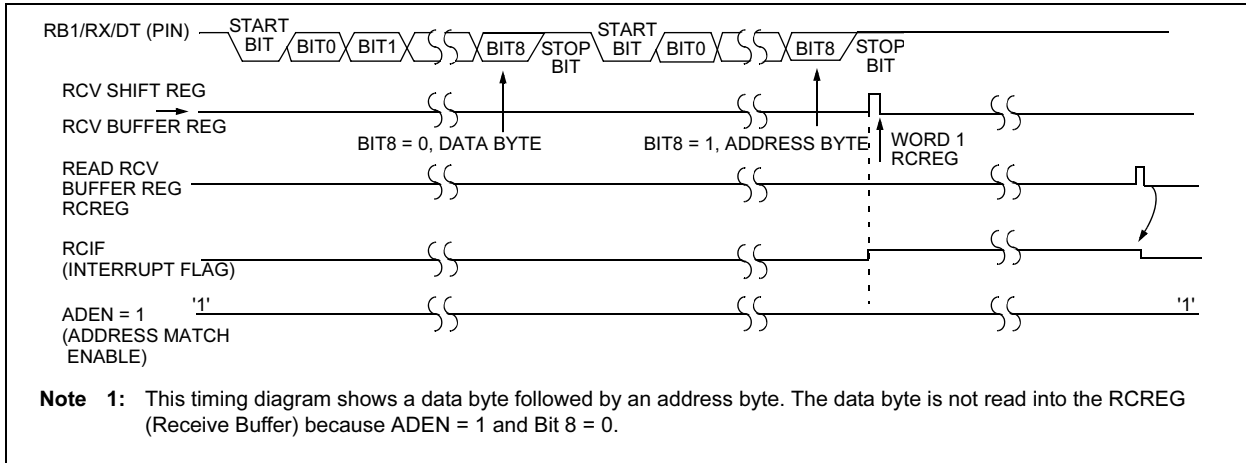 RB1/RX/DT (PIN)
START
BIT
BIT0
BIT1
BIT8
STOP
BIT
START
BIT
BIT0
BIT8
STOP
BIT
RCV SHIFT REG
RCV BUFFER REG
BIT8 = 0, DATA BYTE
BIT8 = 1, ADDRESS BYTE
WORD 1
RCREG
READ RCV
BUFFER REG
RCREG
RCIF
(INTERRUPT FLAG)
ADEN = 1
(ADDRESS MATCH
ENABLE)
'1'
'1'
Note 1: This timing diagram shows a data byte followed by an address byte. The data byte is not read into the RCREG
(Receive Buffer) because ADEN = 1 and Bit 8 = 0.